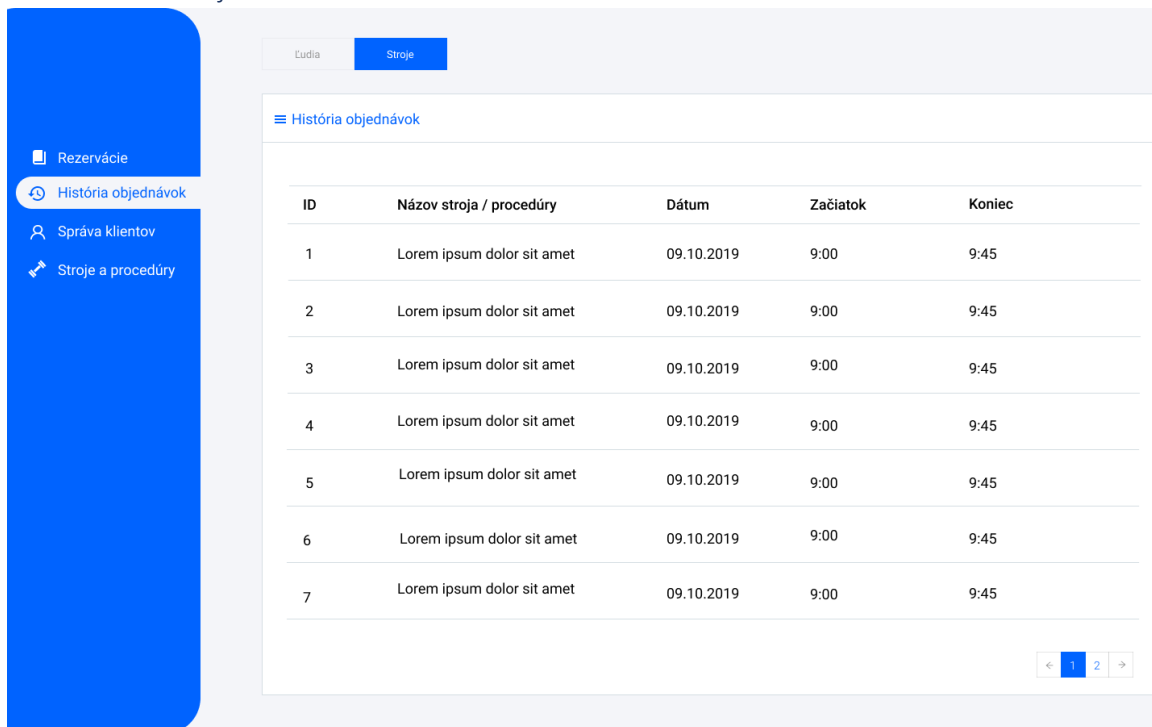 Ľudia Stroje
História objednávok
Rezervácie
História objednávok
Správa klientov
Stroje a procedúry
ID Názov stroja / procedúry Dátum Začiatok Koniec
1 Lorem ipsum dolor sit amet 09.10.2019 9:00 9:45
2 Lorem ipsum dolor sit amet 09.10.2019 9:00 9:45
3 Lorem ipsum dolor sit amet 09.10.2019 9:00 9:45
4 Lorem ipsum dolor sit amet 09.10.2019 9:00 9:45
5 Lorem ipsum dolor sit amet 09.10.2019 9:00 9:45
6 Lorem ipsum dolor sit amet 09.10.2019 9:00 9:45
7 Lorem ipsum dolor sit amet 09.10.2019 9:00 9:45
← 1 2 →